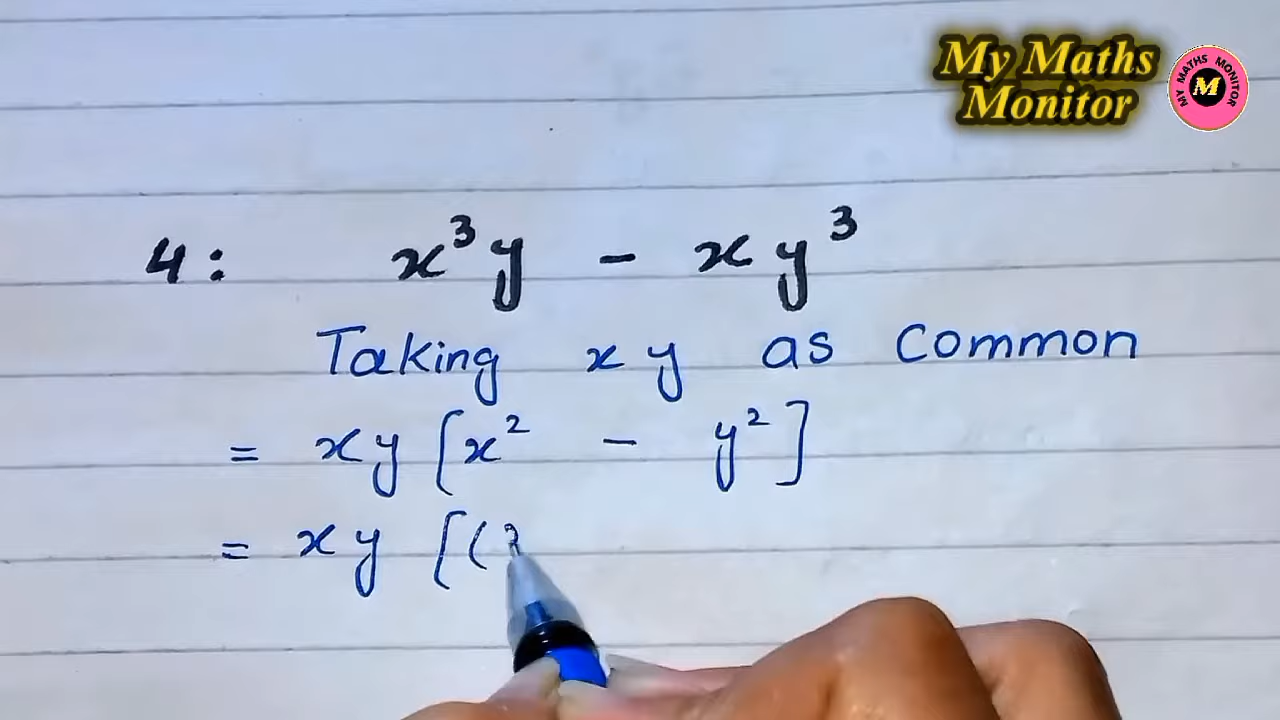 My Maths
Monitor
MY MATHS MONITOR
M
4: x³y - xy³
Taking xy as Common
= xy[x² - y²]
= xy[(